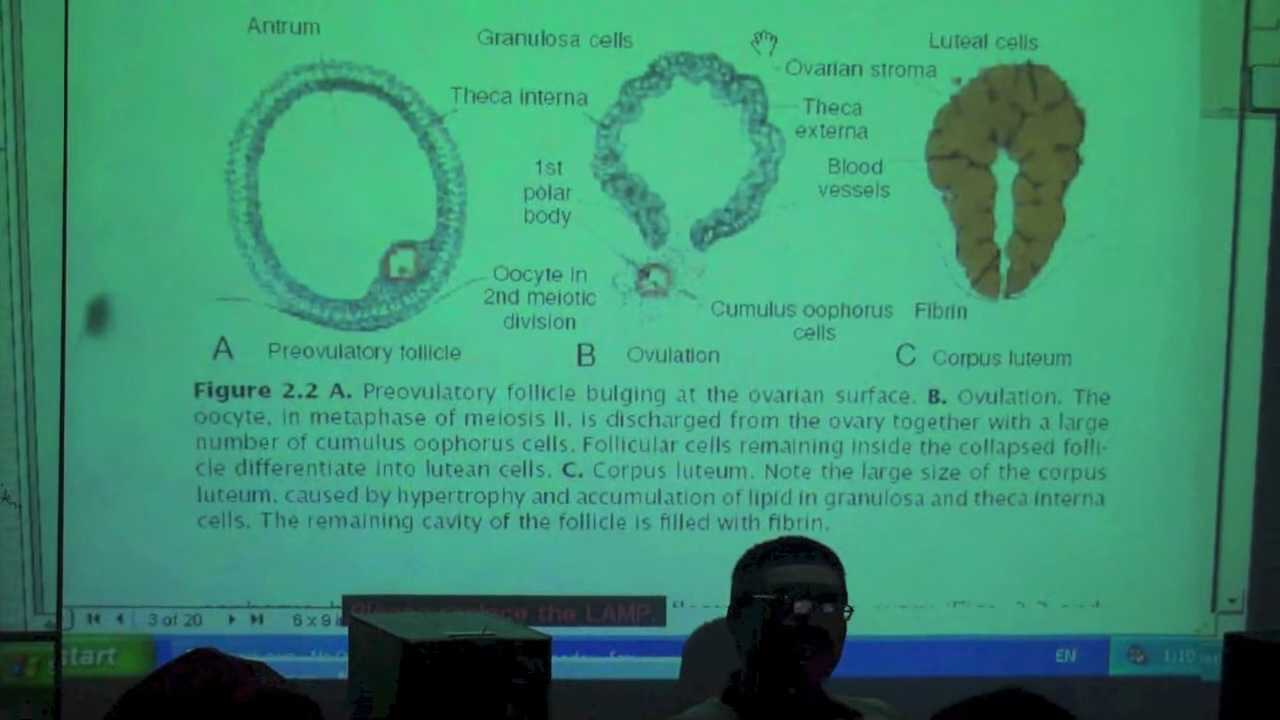 Antrum
Granulosa cells
Luteal cells
Ovarian stroma
Theca interna
Theca
externa
1st
polar
body
Blood
vessels
Oocyte in
2nd meiotic
division
Cumulus oophorus
cells
Fibrin
A Preovulatory follicle
B Ovulation
C Corpus luteum
Figure 2.2 A. Preovulatory follicle bulging at the ovarian surface. B. Ovulation. The
oocyte, in metaphase of meiosis II, is discharged from the ovary together with a large
number of cumulus oophorus cells. Follicular cells remaining inside the collapsed folli-
cle differentiate into lutean cells. C. Corpus luteum. Note the large size of the corpus
luteum, caused by hypertrophy and accumulation of lipid in granulosa and theca interna
cells. The remaining cavity of the follicle is filled with fibrin.
Please replace the LAMP.
3 of 20
6 x 9 i
start
EN
1:10